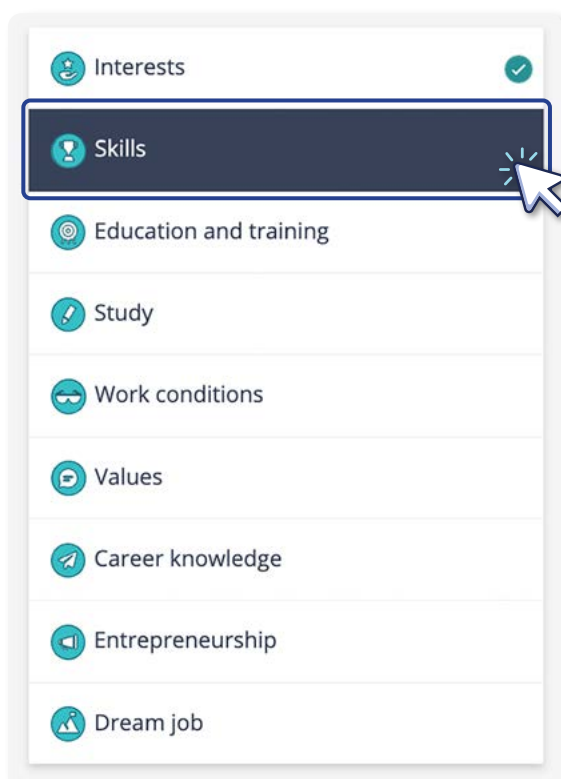 Interests
Skills
Education and training
Study
Work conditions
Values
Career knowledge
Entrepreneurship
Dream job